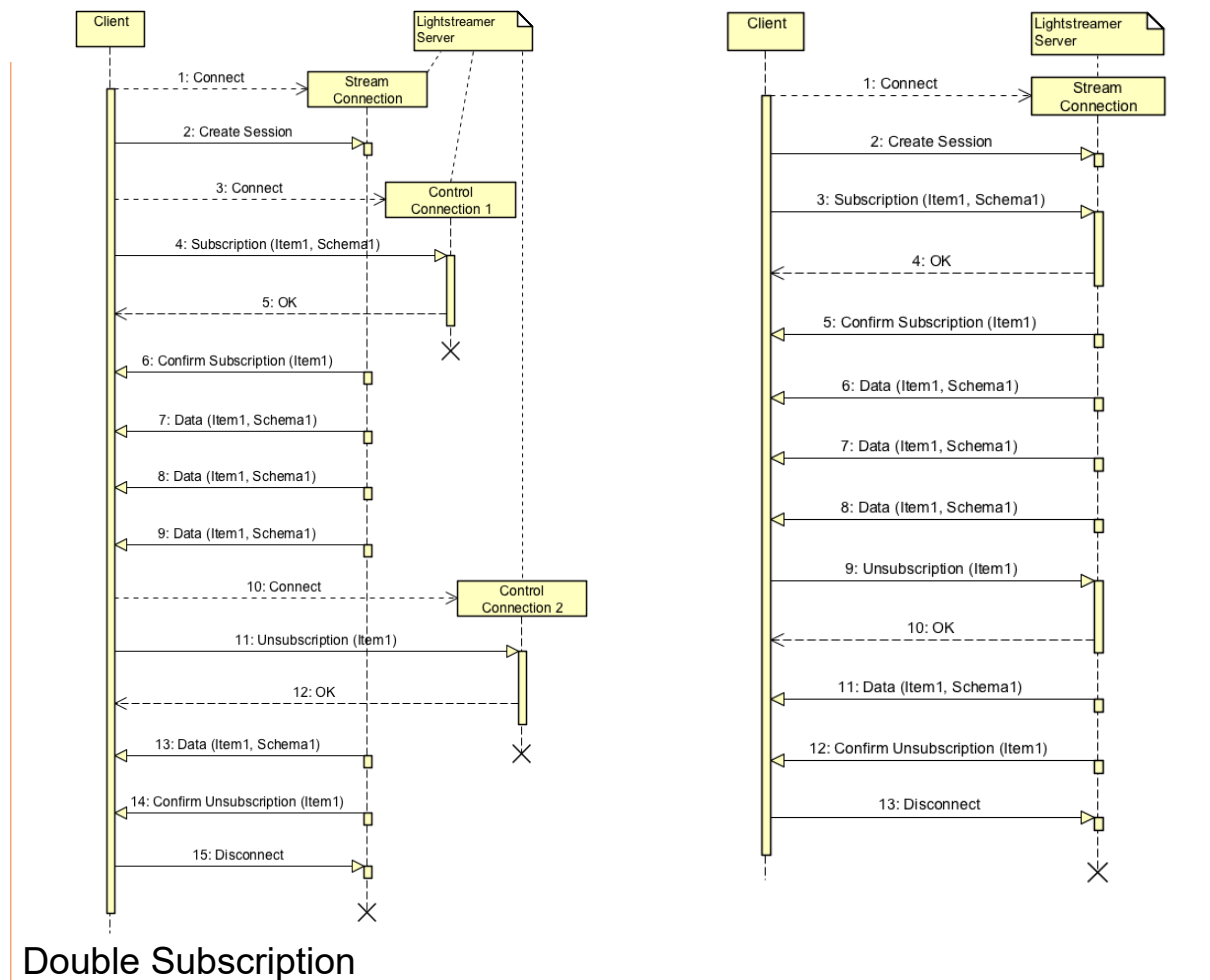 Client
Lightstreamer
Server
1: Connect
Stream
Connection
2: Create Session
3: Connect
Control
Connection 1
4: Subscription (Item1, Schema1)
5: OK
6: Confirm Subscription (Item1)
7: Data (Item1, Schema1)
8: Data (Item1, Schema1)
9: Data (Item1, Schema1)
10: Connect
Control
Connection 2
11: Unsubscription (Item1)
12: OK
13: Data (Item1, Schema1)
14: Confirm Unsubscription (Item1)
15: Disconnect
Client
Lightstreamer
Server
1: Connect
Stream
Connection
2: Create Session
3: Subscription (Item1, Schema1)
4: OK
5: Confirm Subscription (Item1)
6: Data (Item1, Schema1)
7: Data (Item1, Schema1)
8: Data (Item1, Schema1)
9: Unsubscription (Item1)
10: OK
11: Data (Item1, Schema1)
12: Confirm Unsubscription (Item1)
13: Disconnect
Double Subscription